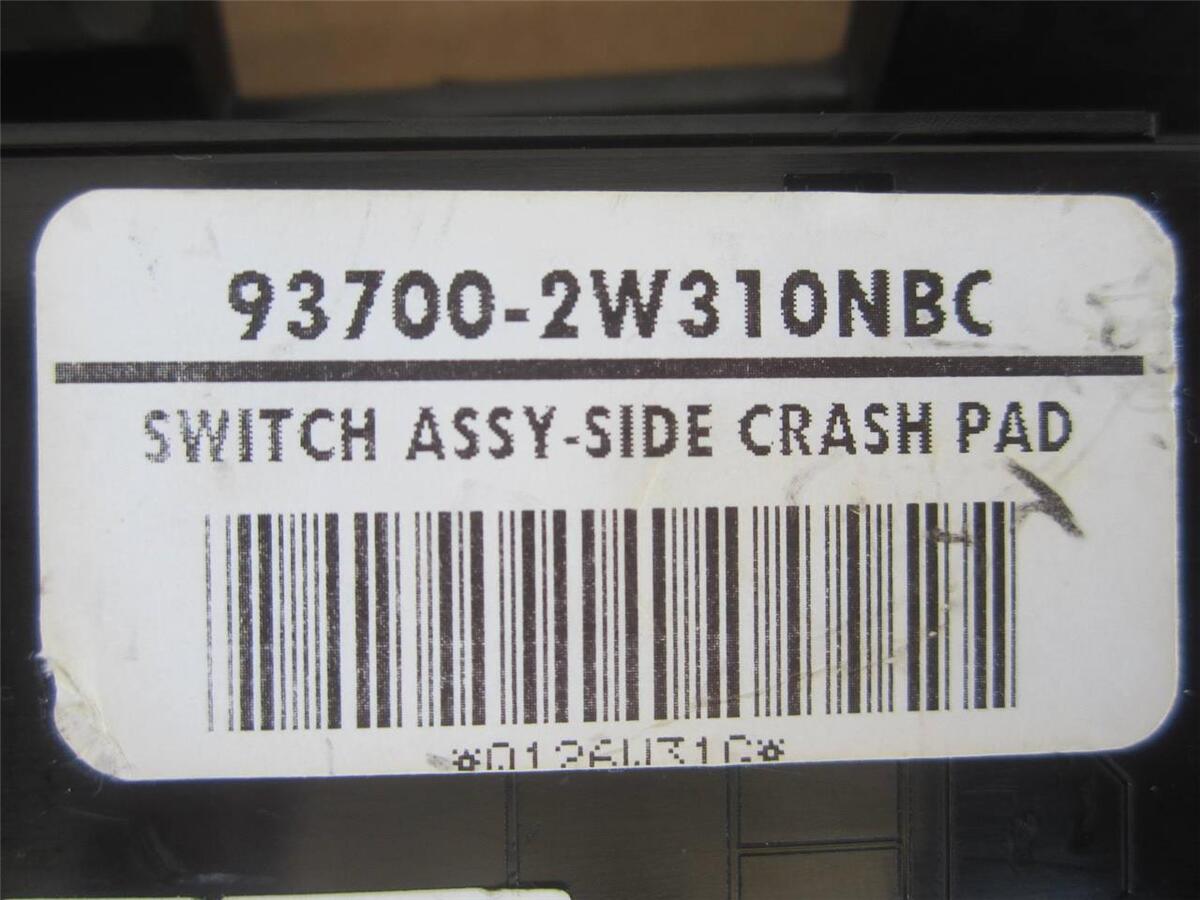 93700-2W310NBC
SWITCH ASSY-SIDE CRASH PAD